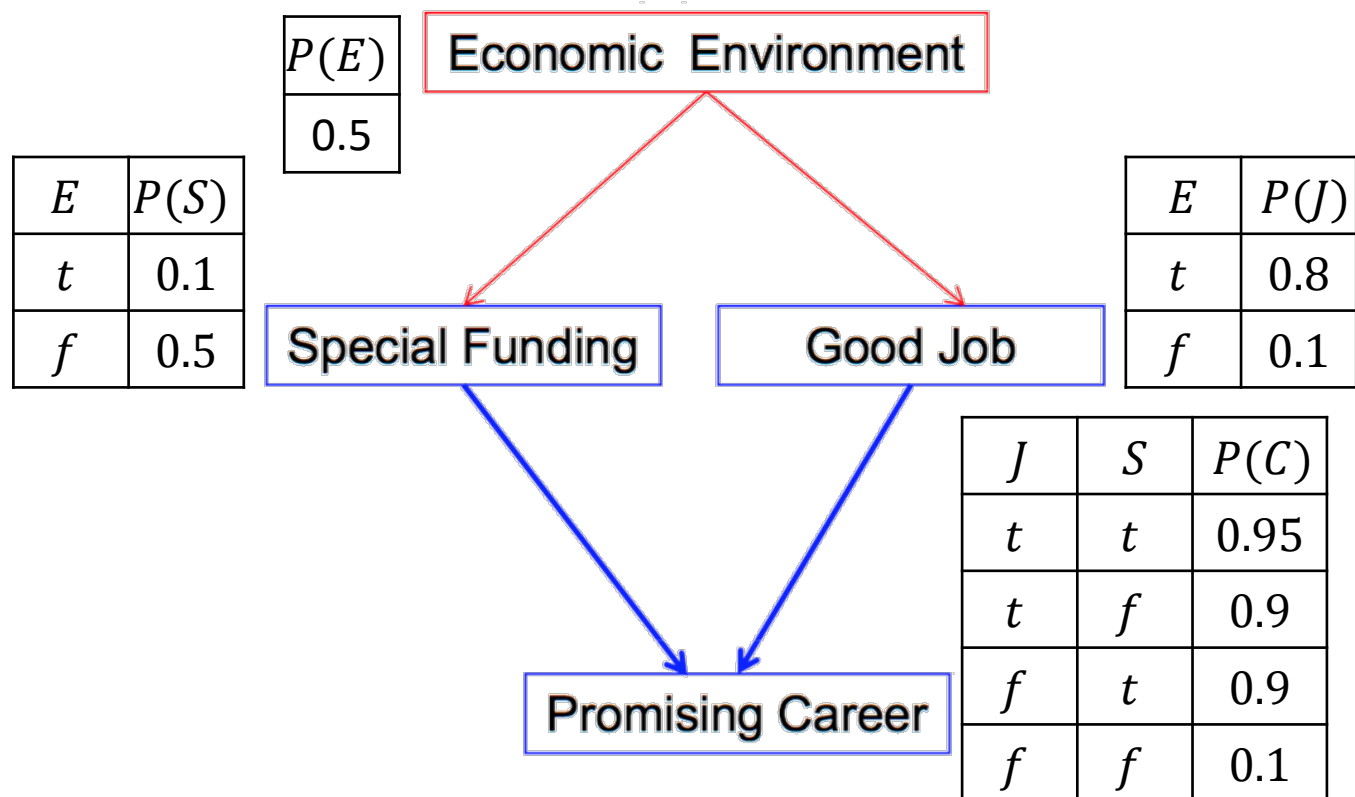 P(E)
0.5
Economic Environment
E P(S)
t 0.1
f 0.5
E P(J)
t 0.8
f 0.1
Special Funding
Good Job
J S P(C)
t t 0.95
t f 0.9
f t 0.9
f f 0.1
Promising Career